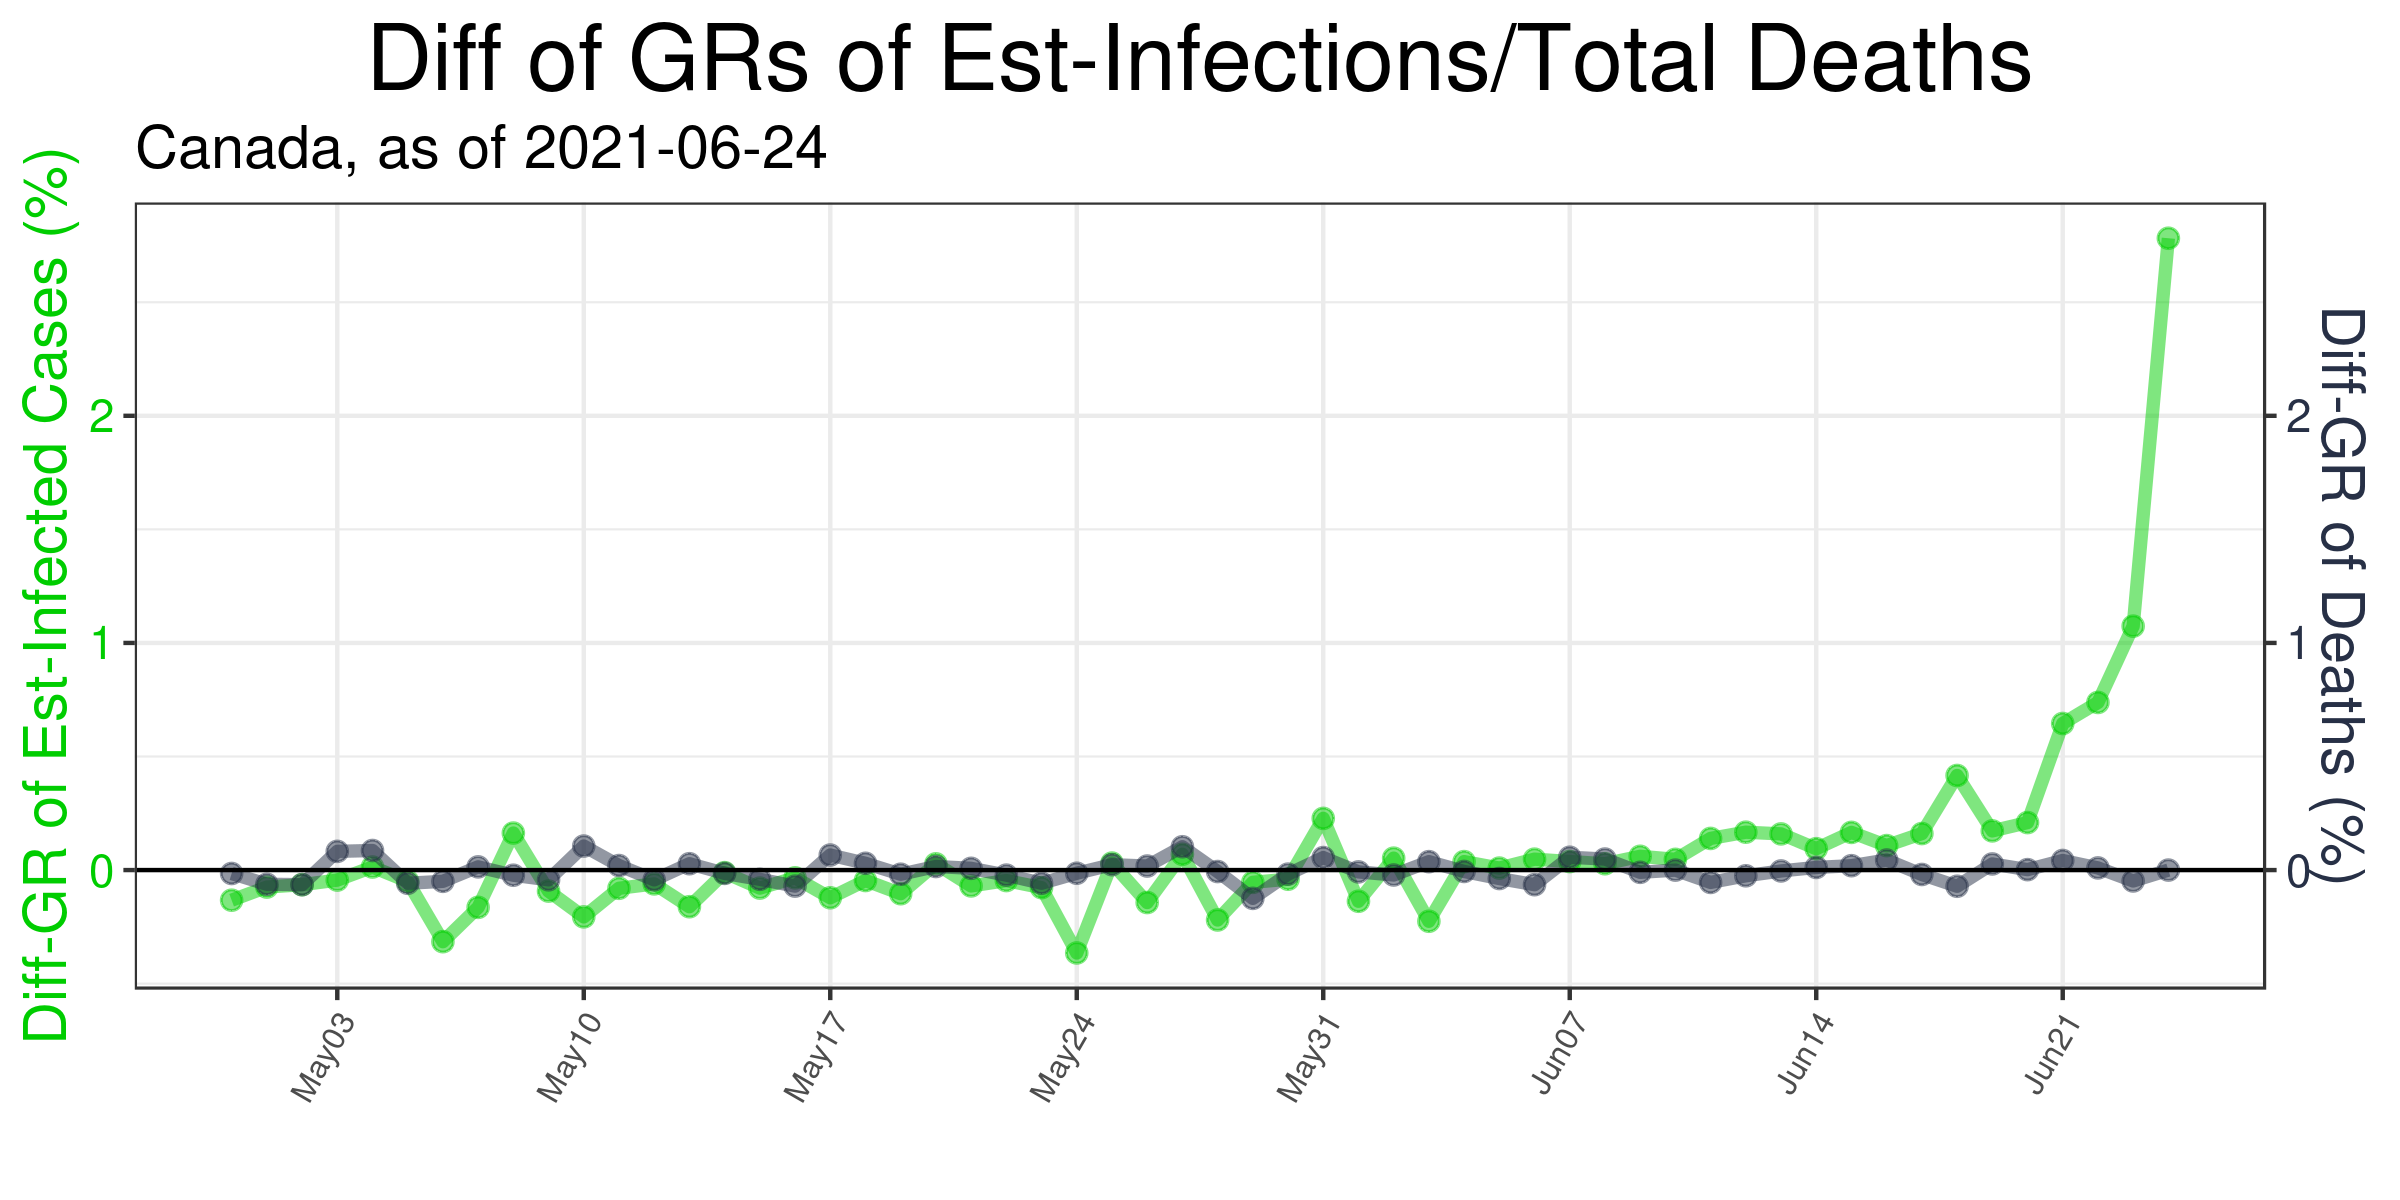 Diff of GRs of Est-Infections/Total Deaths
Canada, as of 2021-06-24
Diff-GR of Est-Infected Cases (%)
2
1
0
2
1
0
Diff-GR of Deaths (%)
May03
May10
May17
May24
May31
Jun07
Jun14
Jun21